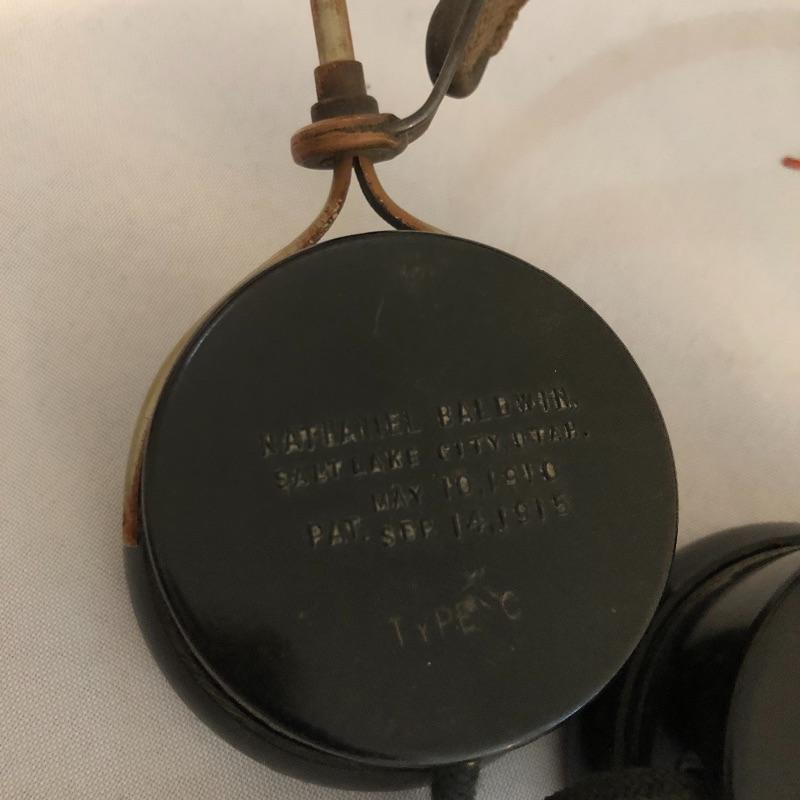 NATHANIEL BALDWIN.
SALT LAKE CITY, UTAH.
MAY 10, 1910
PAT. SEP. 14, 1915
TYPE C